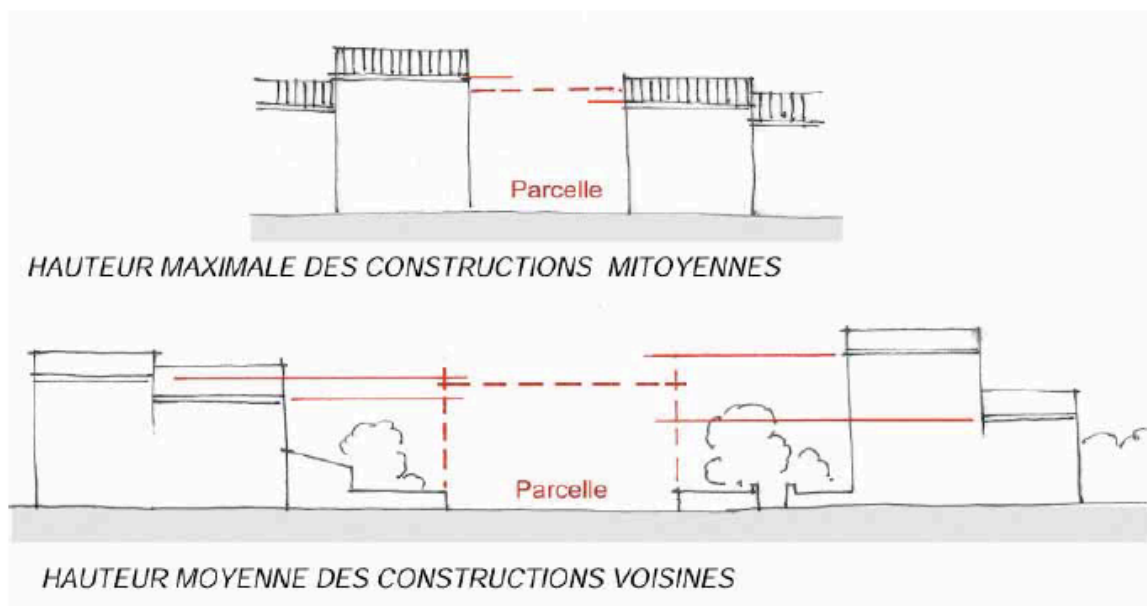 Parcelle
HAUTEUR MAXIMALE DES CONSTRUCTIONS MITOYENNES
Parcelle
HAUTEUR MOYENNE DES CONSTRUCTIONS VOISINES